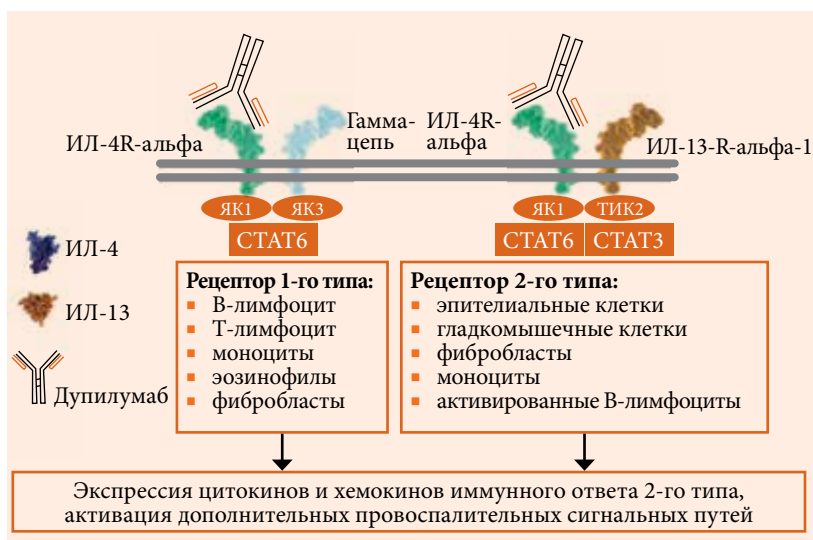 ИЛ-4R-альфа
Гамма-
цепь
ИЛ-4R-
альфа
ИЛ-13-R-альфа-1
ЯК1
ЯК3
ЯК1
ТИК2
СТАТ6
СТАТ6
СТАТ3
ИЛ-4
ИЛ-13
Дупилумаб
Рецептор 1-го типа:
▪ В-лимфоцит
▪ Т-лимфоцит
▪ моноциты
▪ эозинофилы
▪ фибробласты
Рецептор 2-го типа:
▪ эпителиальные клетки
▪ гладкомышечные клетки
▪ фибробласты
▪ моноциты
▪ активированные В-лимфоциты
Экспрессия цитокинов и хемокинов иммунного ответа 2-го типа,
активация дополнительных провоспалительных сигнальных путей